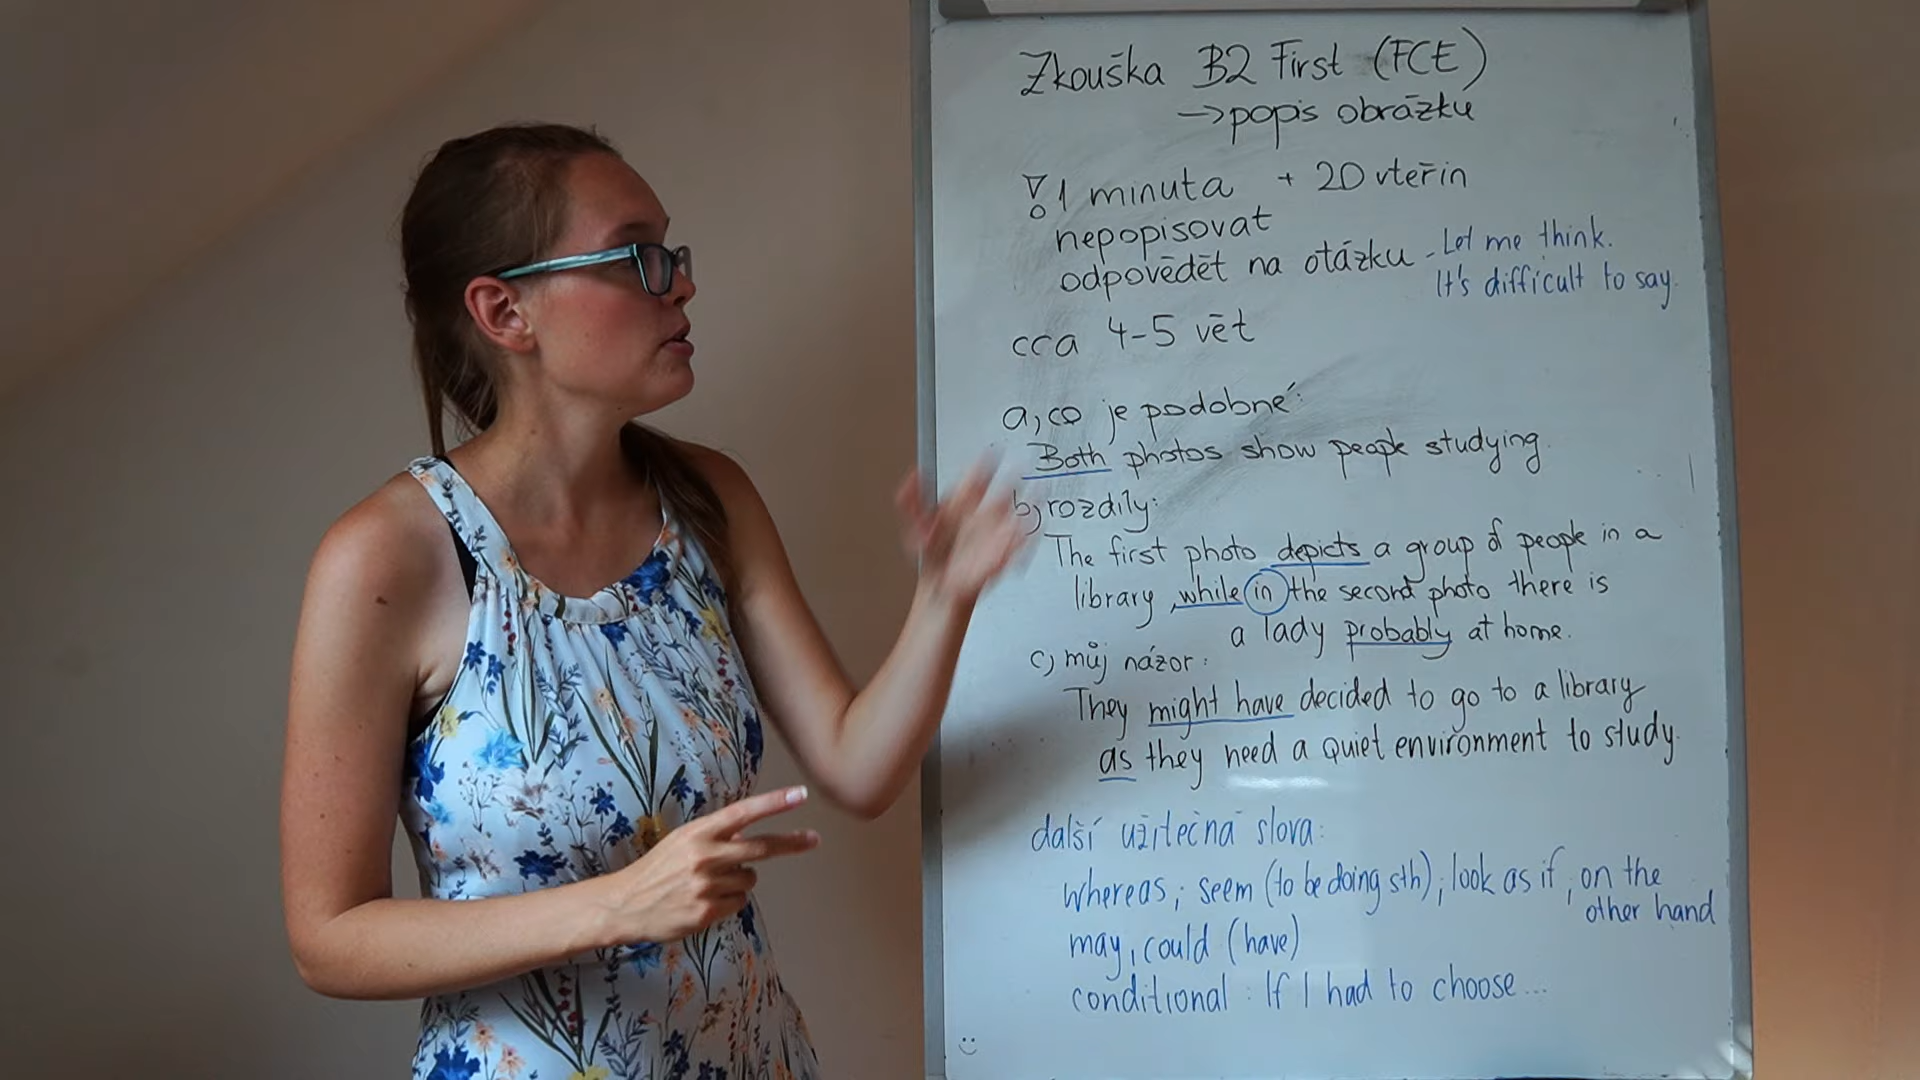 Zkouška B2 First (FCE)
→ popis obrázku
! 1 minuta + 20 vteřin
nepopisovat
odpovědět na otázku - Let me think.
It's difficult to say.
cca 4-5 vět
a, co je podobné:
Both photos show people studying.
b, rozdíly:
The first photo depicts a group of people in a
library, while in the second photo there is
a lady probably at home.
c, můj názor:
They might have decided to go to a library
as they need a quiet environment to study.
další užitečná slova:
whereas; seem (to be doing sth); look as if, on the
other hand
may, could (have)
conditional: If I had to choose...